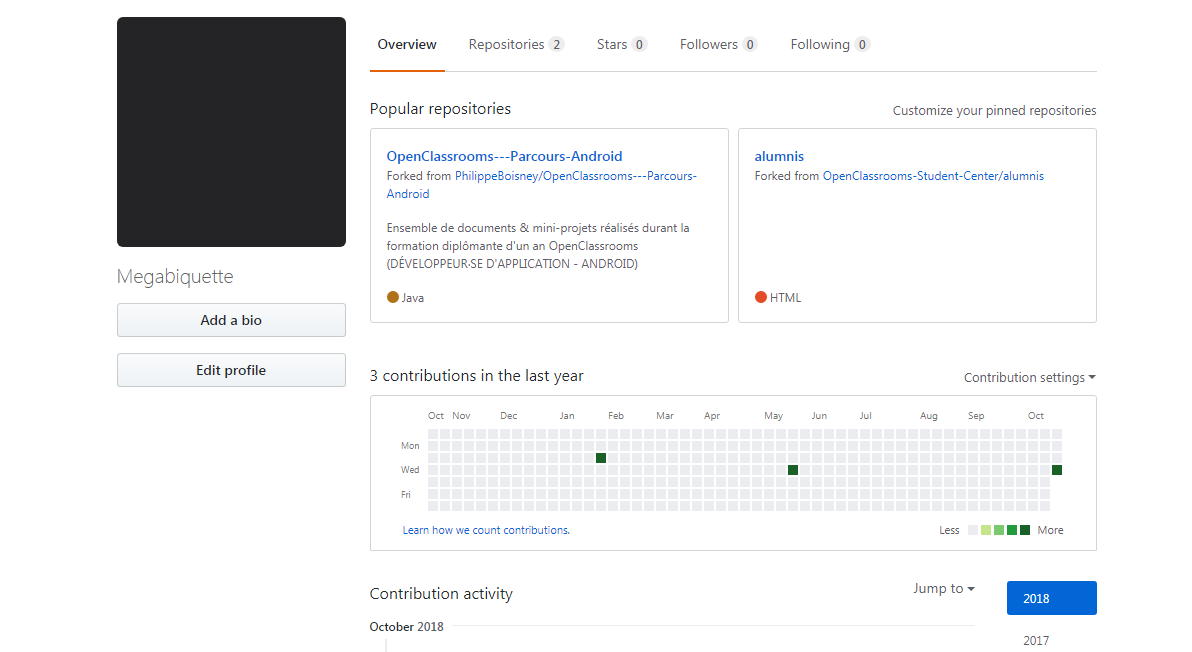 Overview Repositories 2 Stars 0 Followers 0 Following 0
Popular repositories
Customize your pinned repositories
OpenClassrooms---Parcours-Android
Forked from PhilippeBoisney/OpenClassrooms---Parcours-
Android
Ensemble de documents & mini-projets réalisés durant la
formation diplômante d'un an OpenClassrooms
(DÉVELOPPEUR·SE D'APPLICATION - ANDROID)
Java
alumnis
Forked from OpenClassrooms-Student-Center/alumnis
HTML
Megabiquette
Add a bio
Edit profile
3 contributions in the last year
Contribution settings
Oct Nov Dec Jan Feb Mar Apr May Jun Jul Aug Sep Oct
Mon
Wed
Fri
Learn how we count contributions.
Less More
Contribution activity
Jump to
2018
2017
October 2018